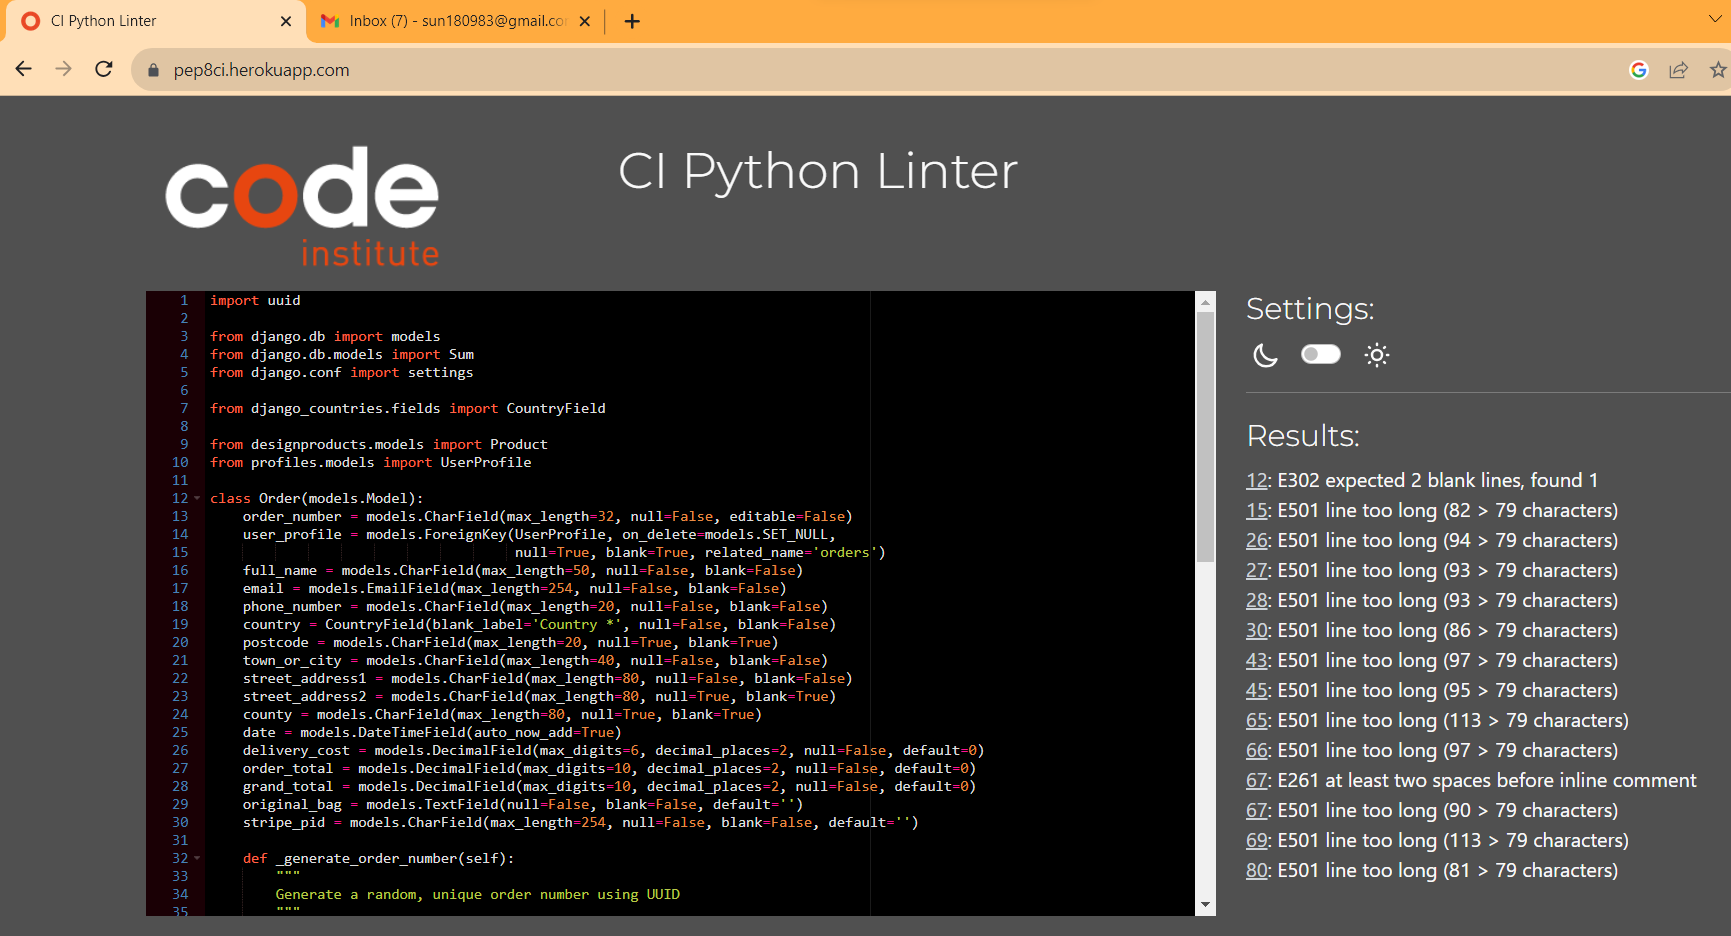 CI Python Linter
Inbox (7) - sun180983@gmail.co
pep8ci.herokuapp.com
code
institute
CI Python Linter
1 import uuid
2
3 from django.db import models
4 from django.db.models import Sum
5 from django.conf import settings
6
7 from django_countries.fields import CountryField
8
9 from designproducts.models import Product
10 from profiles.models import UserProfile
11
12 class Order(models.Model):
13     order_number = models.CharField(max_length=32, null=False, editable=False)
14     user_profile = models.ForeignKey(UserProfile, on_delete=models.SET_NULL,
15                                      null=True, blank=True, related_name='orders')
16     full_name = models.CharField(max_length=50, null=False, blank=False)
17     email = models.EmailField(max_length=254, null=False, blank=False)
18     phone_number = models.CharField(max_length=20, null=False, blank=False)
19     country = CountryField(blank_label='Country *', null=False, blank=False)
20     postcode = models.CharField(max_length=20, null=True, blank=True)
21     town_or_city = models.CharField(max_length=40, null=False, blank=False)
22     street_address1 = models.CharField(max_length=80, null=False, blank=False)
23     street_address2 = models.CharField(max_length=80, null=True, blank=True)
24     county = models.CharField(max_length=80, null=True, blank=True)
25     date = models.DateTimeField(auto_now_add=True)
26     delivery_cost = models.DecimalField(max_digits=6, decimal_places=2, null=False, default=0)
27     order_total = models.DecimalField(max_digits=10, decimal_places=2, null=False, default=0)
28     grand_total = models.DecimalField(max_digits=10, decimal_places=2, null=False, default=0)
29     original_bag = models.TextField(null=False, blank=False, default='')
30     stripe_pid = models.CharField(max_length=254, null=False, blank=False, default='')
31
32     def _generate_order_number(self):
33         """
34         Generate a random, unique order number using UUID
35         """
Settings:
Results:
12: E302 expected 2 blank lines, found 1
15: E501 line too long (82 > 79 characters)
26: E501 line too long (94 > 79 characters)
27: E501 line too long (93 > 79 characters)
28: E501 line too long (93 > 79 characters)
30: E501 line too long (86 > 79 characters)
43: E501 line too long (97 > 79 characters)
45: E501 line too long (95 > 79 characters)
65: E501 line too long (113 > 79 characters)
66: E501 line too long (97 > 79 characters)
67: E261 at least two spaces before inline comment
67: E501 line too long (90 > 79 characters)
69: E501 line too long (113 > 79 characters)
80: E501 line too long (81 > 79 characters)